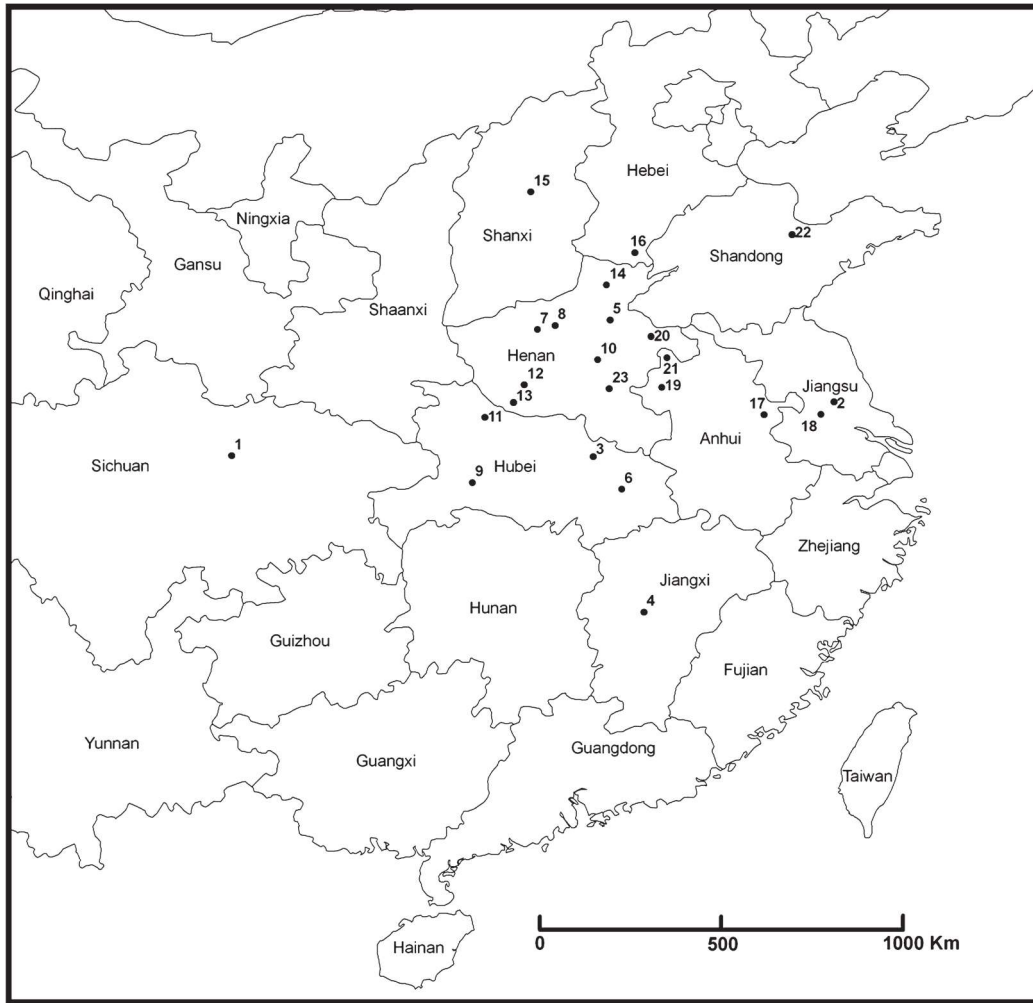 Hebei
15
Ningxia
22
Shanxi
16
Shandong
Gansu
14
Qinghai
Shaanxi
5
7
8
20
10
Henan
21
12
23
19
Jiangsu
13
17
2
11
18
1
Anhui
3
Sichuan
9
Hubei
6
Zhejiang
Jiangxi
4
Hunan
Guizhou
Fujian
Yunnan
Guangdong
Guangxi
Taiwan
Hainan
0
500
1000 Km